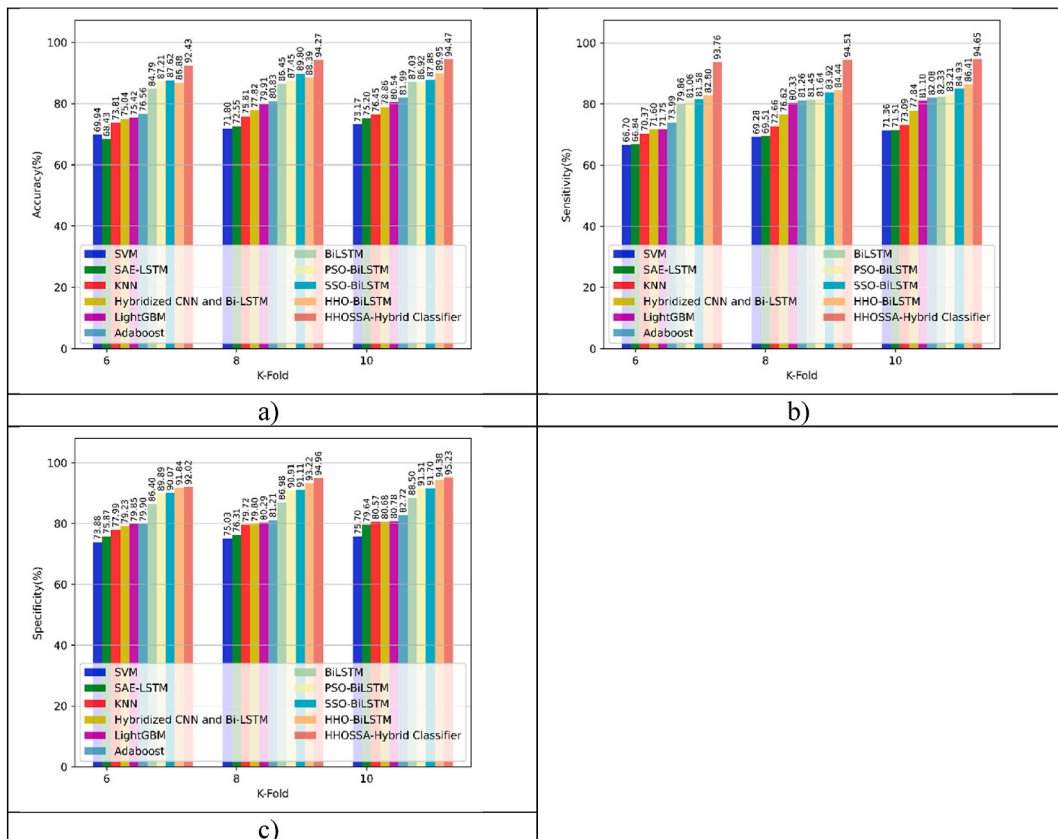 100
80
60
40
20
0
Accuracy(%)
69.94 68.43 73.81 75.04 75.42 76.56 84.79 87.21 87.62 86.88 92.43
71.80 72.55 75.81 77.82 79.91 80.83 86.45 87.45 89.80 88.39 94.27
73.17 75.20 76.45 78.86 80.54 81.99 87.03 86.92 87.88 89.95 94.47
SVM
SAE-LSTM
KNN
Hybridized CNN and Bi-LSTM
LightGBM
Adaboost
BiLSTM
PSO-BiLSTM
SSO-BiLSTM
HHO-BiLSTM
HHOSSA-Hybrid Classifier
6 8 10
K-Fold
a)
100
80
60
40
20
0
Sensitivity(%)
66.70 66.84 70.37 71.60 71.75 73.99 79.86 81.06 81.58 82.80 93.76
69.28 69.51 72.66 76.62 80.33 81.26 81.45 81.64 83.92 84.44 94.51
71.36 71.51 73.09 77.84 81.10 82.08 82.33 83.21 84.93 86.41 94.65
SVM
SAE-LSTM
KNN
Hybridized CNN and Bi-LSTM
LightGBM
Adaboost
BiLSTM
PSO-BiLSTM
SSO-BiLSTM
HHO-BiLSTM
HHOSSA-Hybrid Classifier
6 8 10
K-Fold
b)
100
80
60
40
20
0
Specificity(%)
73.88 75.87 77.99 79.23 79.85 79.90 86.40 89.89 90.07 91.84 92.02
75.03 76.31 79.72 79.80 80.29 81.21 86.98 90.91 91.11 93.22 94.96
75.70 79.64 80.57 80.68 80.78 82.72 88.50 91.51 91.70 94.38 95.23
SVM
SAE-LSTM
KNN
Hybridized CNN and Bi-LSTM
LightGBM
Adaboost
BiLSTM
PSO-BiLSTM
SSO-BiLSTM
HHO-BiLSTM
HHOSSA-Hybrid Classifier
6 8 10
K-Fold
c)